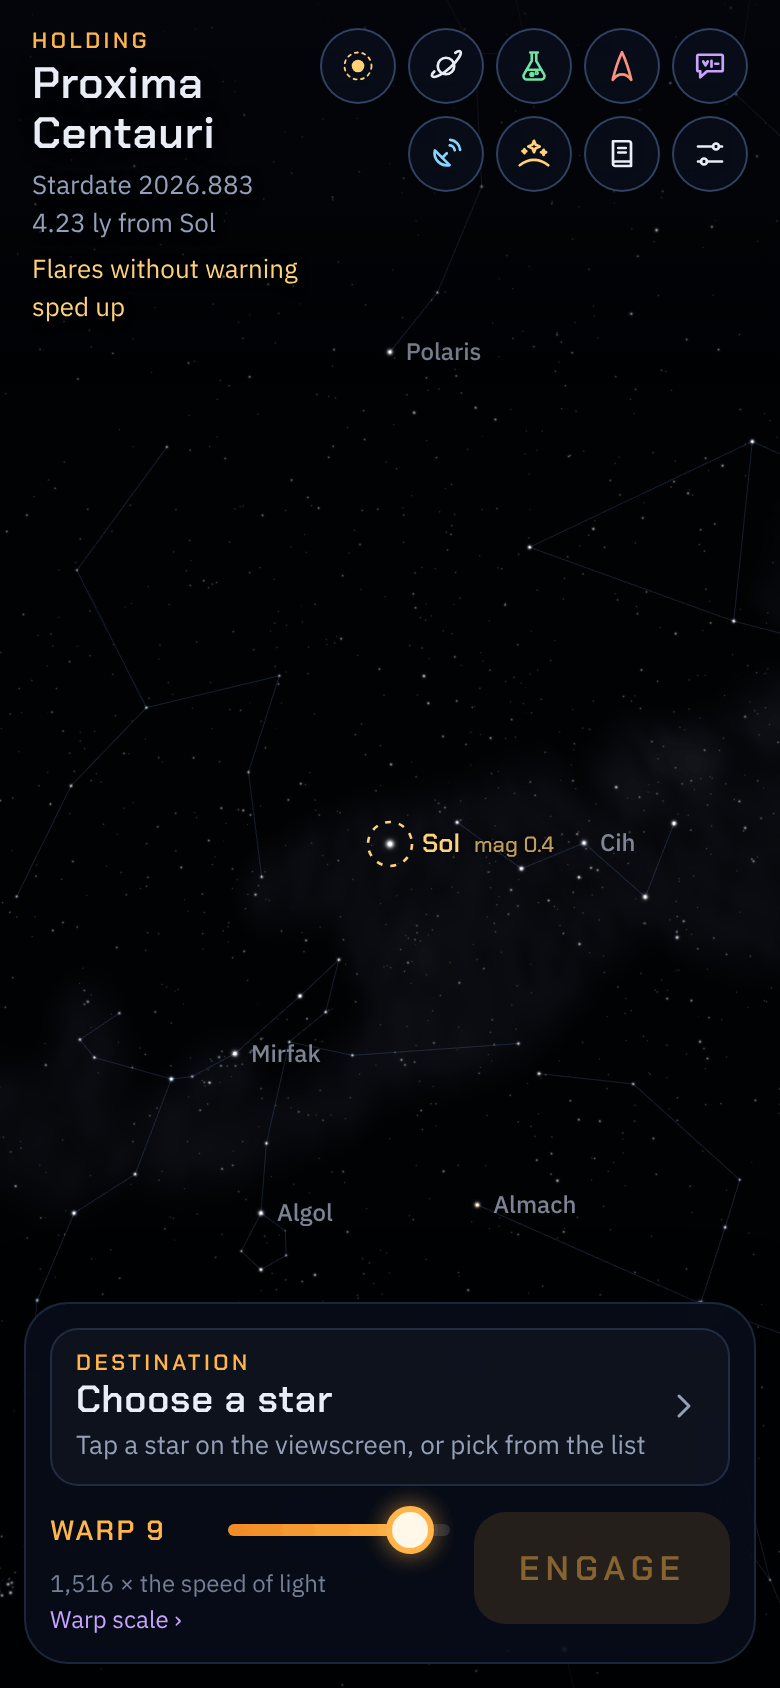 HOLDING
Proxima
Centauri
Stardate 2026.883
4.23 ly from Sol
Flares without warning
sped up
Polaris
Sol mag 0.4
Cih
Mirfak
Algol
Almach
DESTINATION
Choose a star
Tap a star on the viewscreen, or pick from the list
WARP 9
ENGAGE
1,516 × the speed of light
Warp scale ›